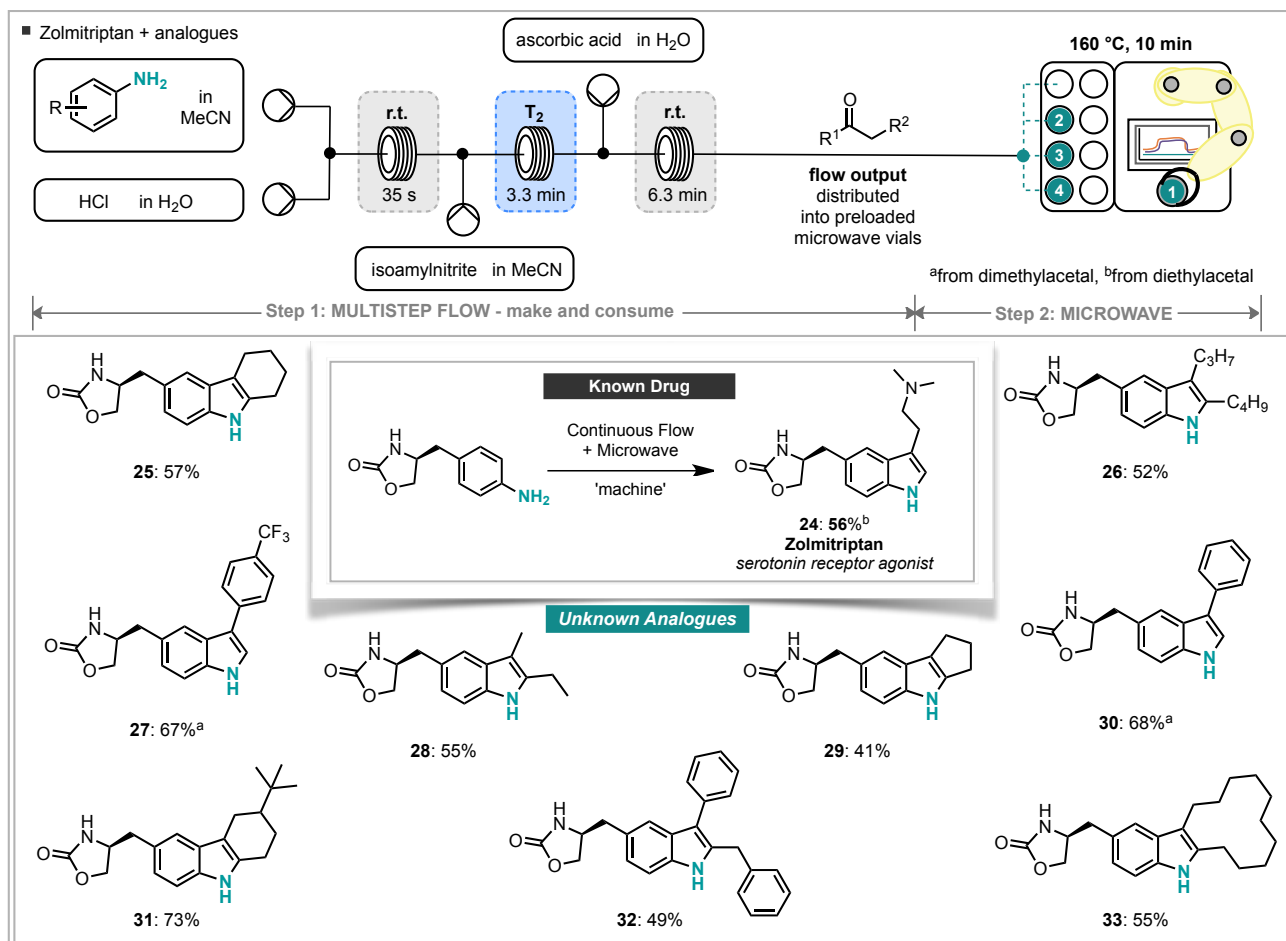 Zolmitriptan + analogues
NH2
R
in
MeCN
HCl in H2O
r.t.
35 s
isoamylnitrite in MeCN
T2
3.3 min
ascorbic acid in H2O
r.t.
6.3 min
O
R1
R2
flow output
distributed
into preloaded
microwave vials
160 °C, 10 min
2
3
4
1
afrom dimethylacetal, bfrom diethylacetal
Step 1: MULTISTEP FLOW - make and consume
Step 2: MICROWAVE
H
N
O
O
N
H
25: 57%
Known Drug
H
N
O
O
NH2
Continuous Flow
+ Microwave
'machine'
N
H
N
O
O
N
H
24: 56%b
Zolmitriptan
serotonin receptor agonist
C3H7
H
N
O
O
C4H9
N
H
26: 52%
CF3
H
N
O
O
N
H
27: 67%a
Unknown Analogues
H
N
O
O
N
H
28: 55%
H
N
O
O
N
H
29: 41%
H
N
O
O
N
H
30: 68%a
H
N
O
O
N
H
31: 73%
H
N
O
O
N
H
32: 49%
H
N
O
O
N
H
33: 55%